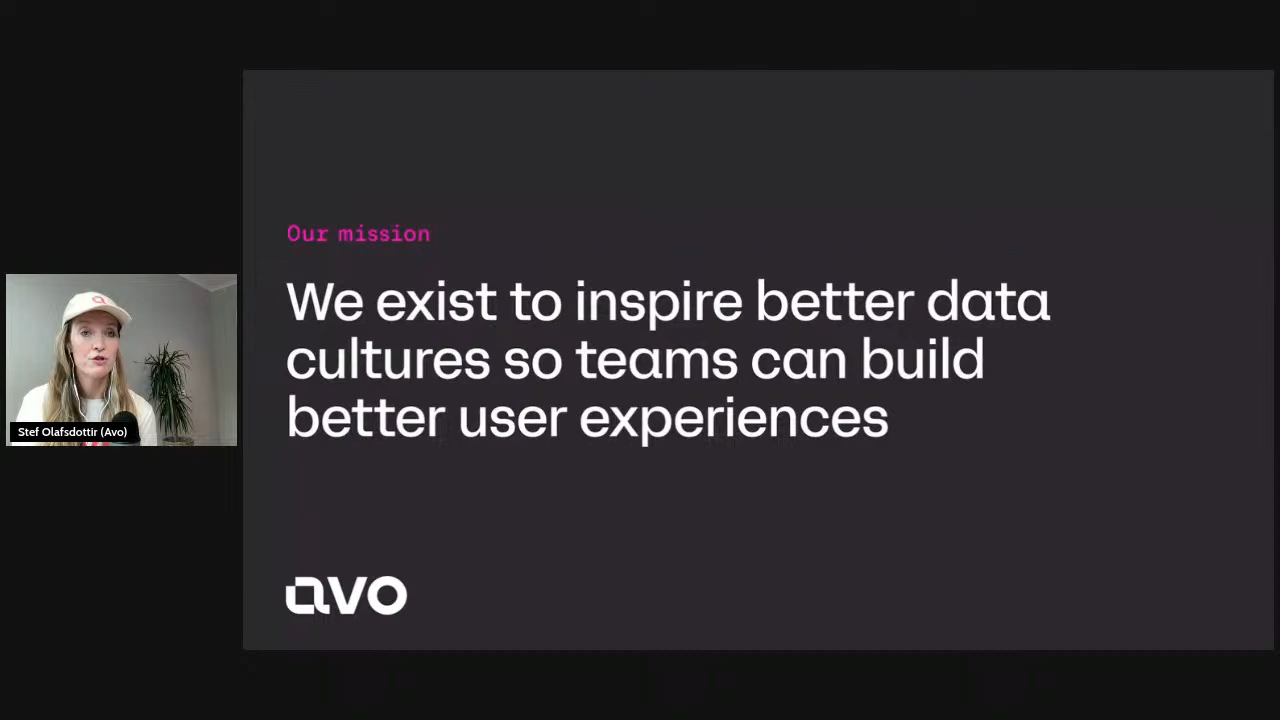 Our mission
We exist to inspire better data
cultures so teams can build
better user experiences
Stef Olafsdottir (Avo)
avo